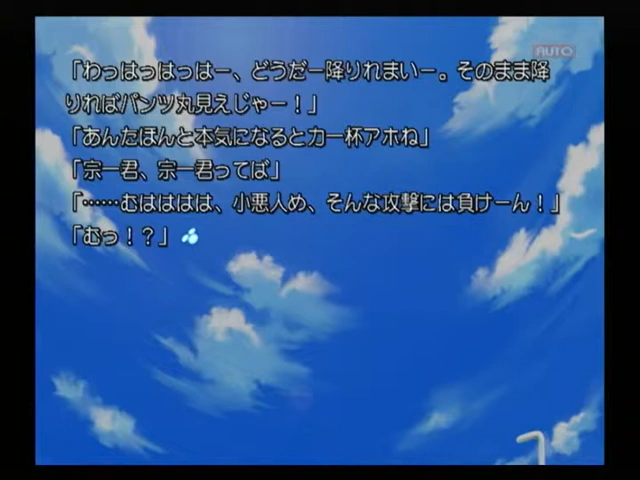 AUTO
「わっはっはっはー、どうだー降りれまいー。そのまま降
りればパンツ丸見えじゃー！」
「あんたほんと本気になると力一杯アホね」
「宗一君、宗一君ってば」
「……むはははは、小悪人め、そんな攻撃には負けーん！」
「むっ！？」